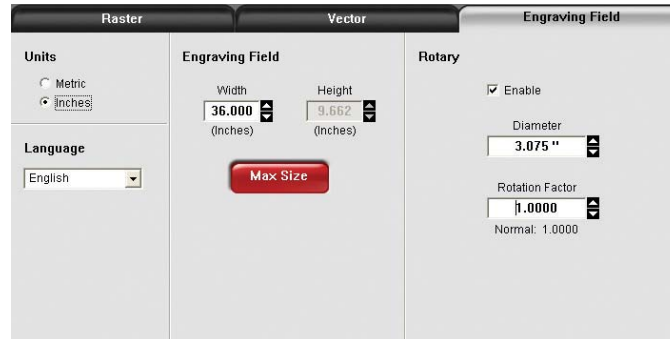 Raster Vector Engraving Field
Units
Metric
Inches
Language
English
Engraving Field
Width Height
36.000 9.662
(Inches) (Inches)
Max Size
Rotary
Enable
Diameter
3.075 "
Rotation Factor
1.0000
Normal: 1.0000